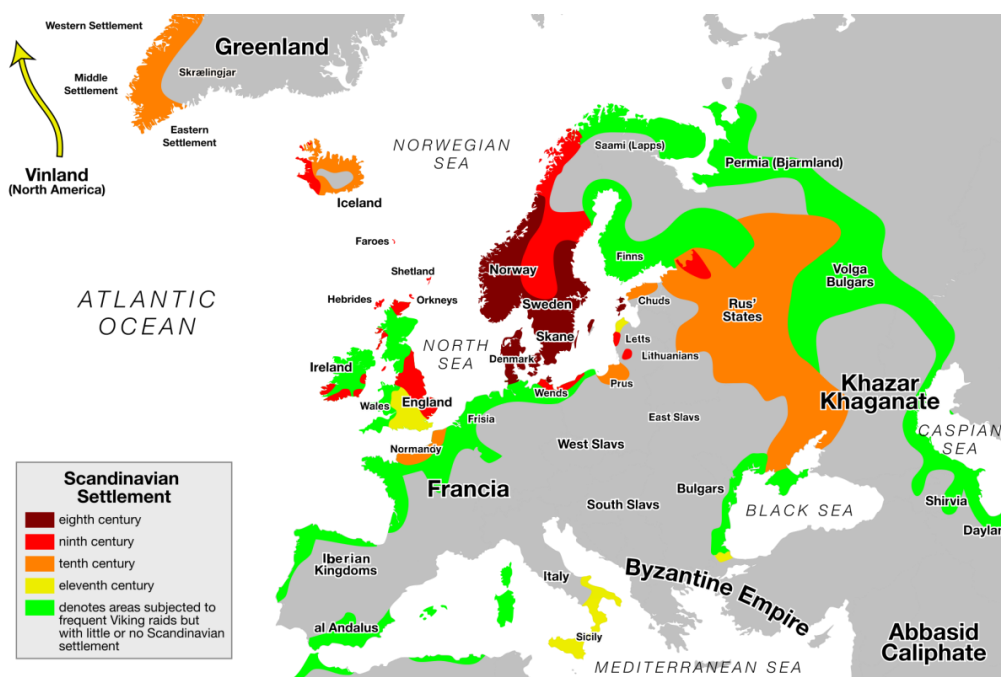 Western Settlement
Greenland
Skrælingjar
Middle
Settlement
Eastern
Settlement
Vinland
(North America)
NORWEGIAN
SEA
Saami (Lapps)
Permia (Bjarmland)
Iceland
Faroes
Finns
Volga
Bulgars
Norway
Shetland
ATLANTIC
OCEAN
Hebrides
Orkneys
Sweden
Chuds
Rus'
States
NORTH
SEA
Skane
Letts
Denmark
Lithuanians
Ireland
Prus
Khazar
Khaganate
Wales
England
Wends
Frisia
East Slavs
CASPIAN
SEA
Normandy
West Slavs
Francia
Bulgars
South Slavs
BLACK SEA
Shirvia
Daylam
Iberian
Kingdoms
Italy
Byzantine Empire
al Andalus
Sicily
Abbasid
Caliphate
MEDITERRANEAN SEA
Scandinavian
Settlement
eighth century
ninth century
tenth century
eleventh century
denotes areas subjected to
frequent Viking raids but
with little or no Scandinavian
settlement